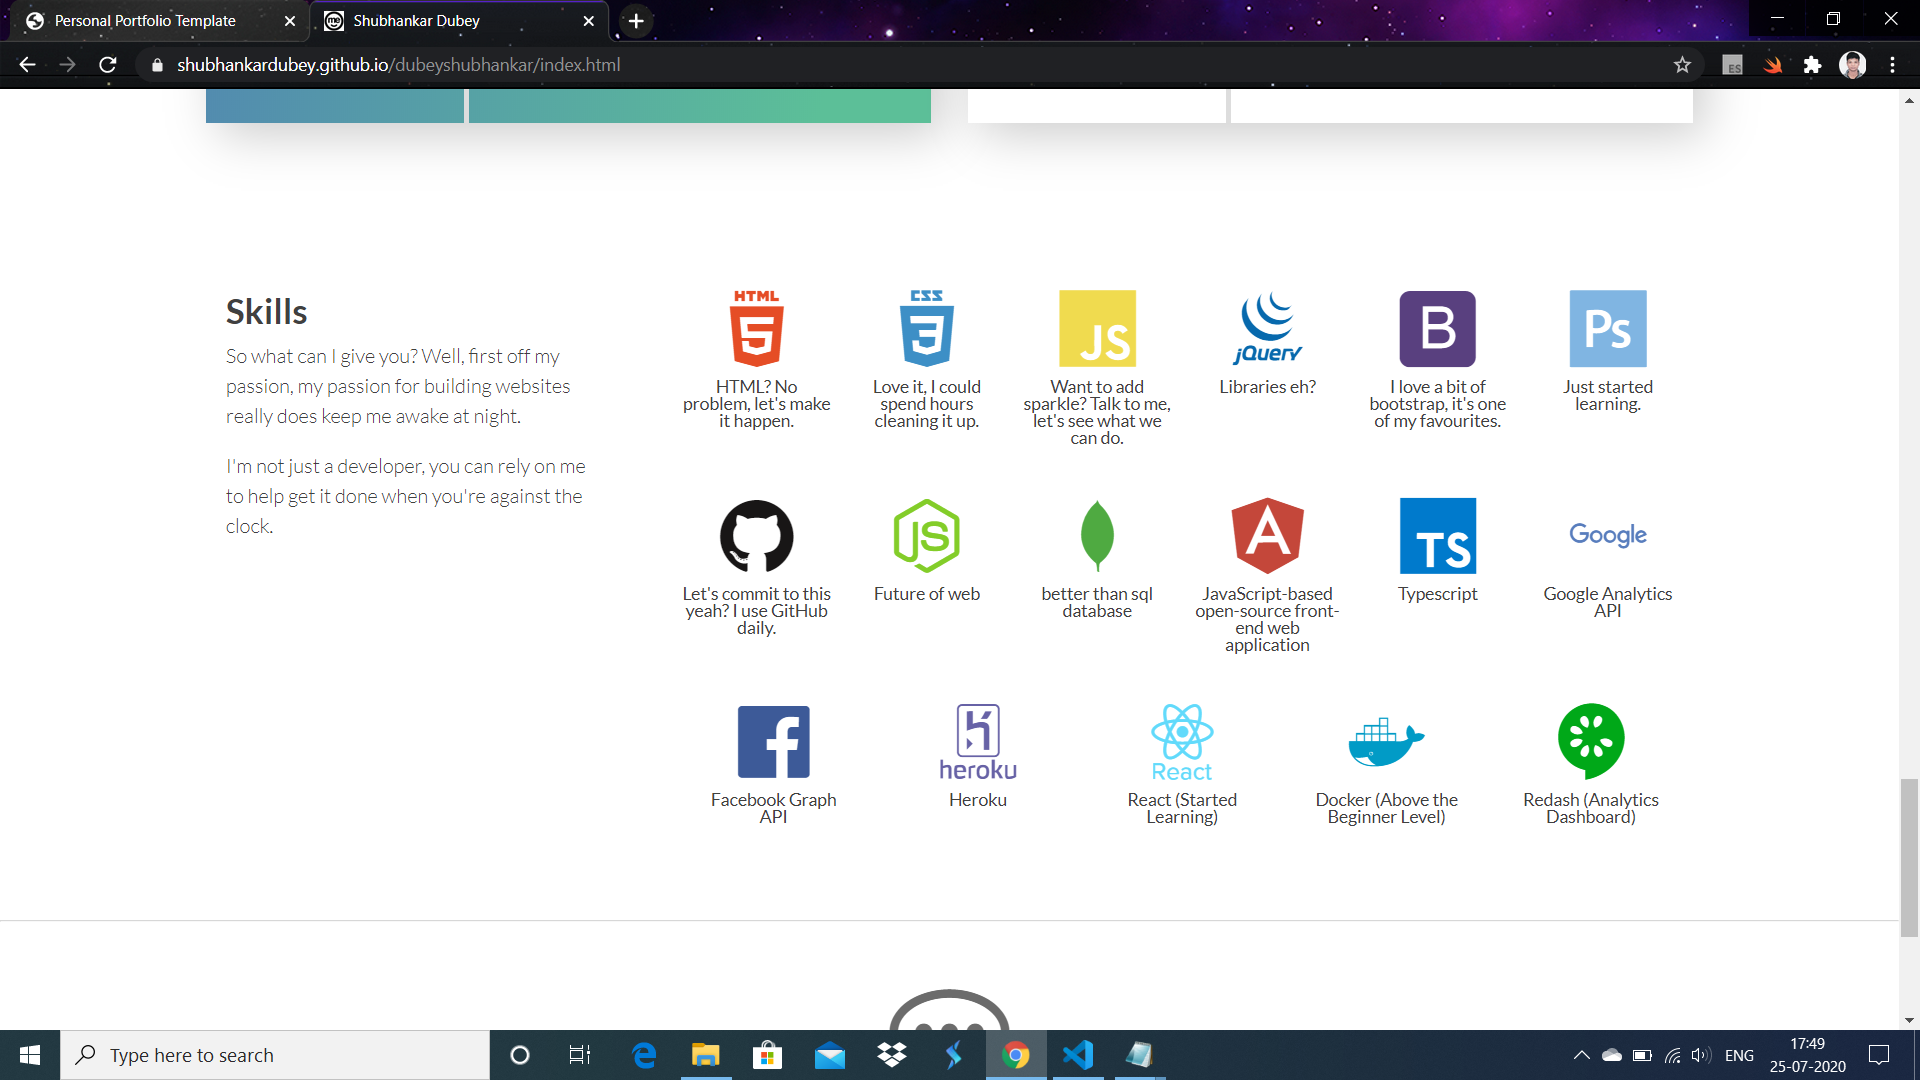 Personal Portfolio Template
Shubhankar Dubey
shubhankardubey.github.io/dubeyshubhankar/index.html
ES
me
Skills
So what can I give you? Well, first off my
passion, my passion for building websites
really does keep me awake at night.
I'm not just a developer, you can rely on me
to help get it done when you're against the
clock.
HTML
5
HTML? No
problem, let's make
it happen.
CSS
3
Love it, I could
spend hours
cleaning it up.
JS
Want to add
sparkle? Talk to me,
let's see what we
can do.
jQuery
Libraries eh?
B
I love a bit of
bootstrap, it's one
of my favourites.
Ps
Just started
learning.
Let's commit to this
yeah? I use GitHub
daily.
JS
Future of web
better than sql
database
A
JavaScript-based
open-source front-
end web
application
TS
Typescript
Google
Google Analytics
API
f
Facebook Graph
API
heroku
Heroku
React
React (Started
Learning)
Docker (Above the
Beginner Level)
Redash (Analytics
Dashboard)
Type here to search
ENG
17:49
25-07-2020